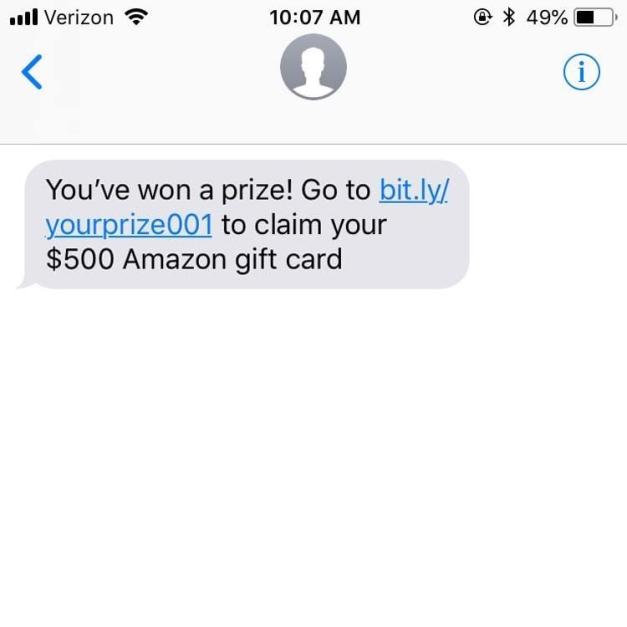 Verizon 10:07 AM 49%
You’ve won a prize! Go to bit.ly/
yourprize001 to claim your
$500 Amazon gift card